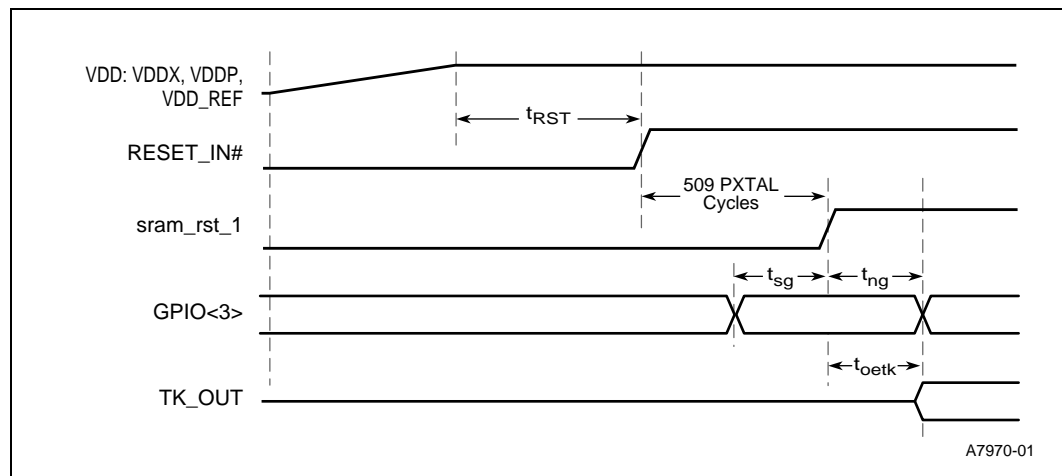 VDD: VDDX, VDDP,
VDD_REF
tRST
RESET_IN#
509 PXTAL
Cycles
sram_rst_1
tsg
tng
GPIO<3>
toetk
TK_OUT
A7970-01